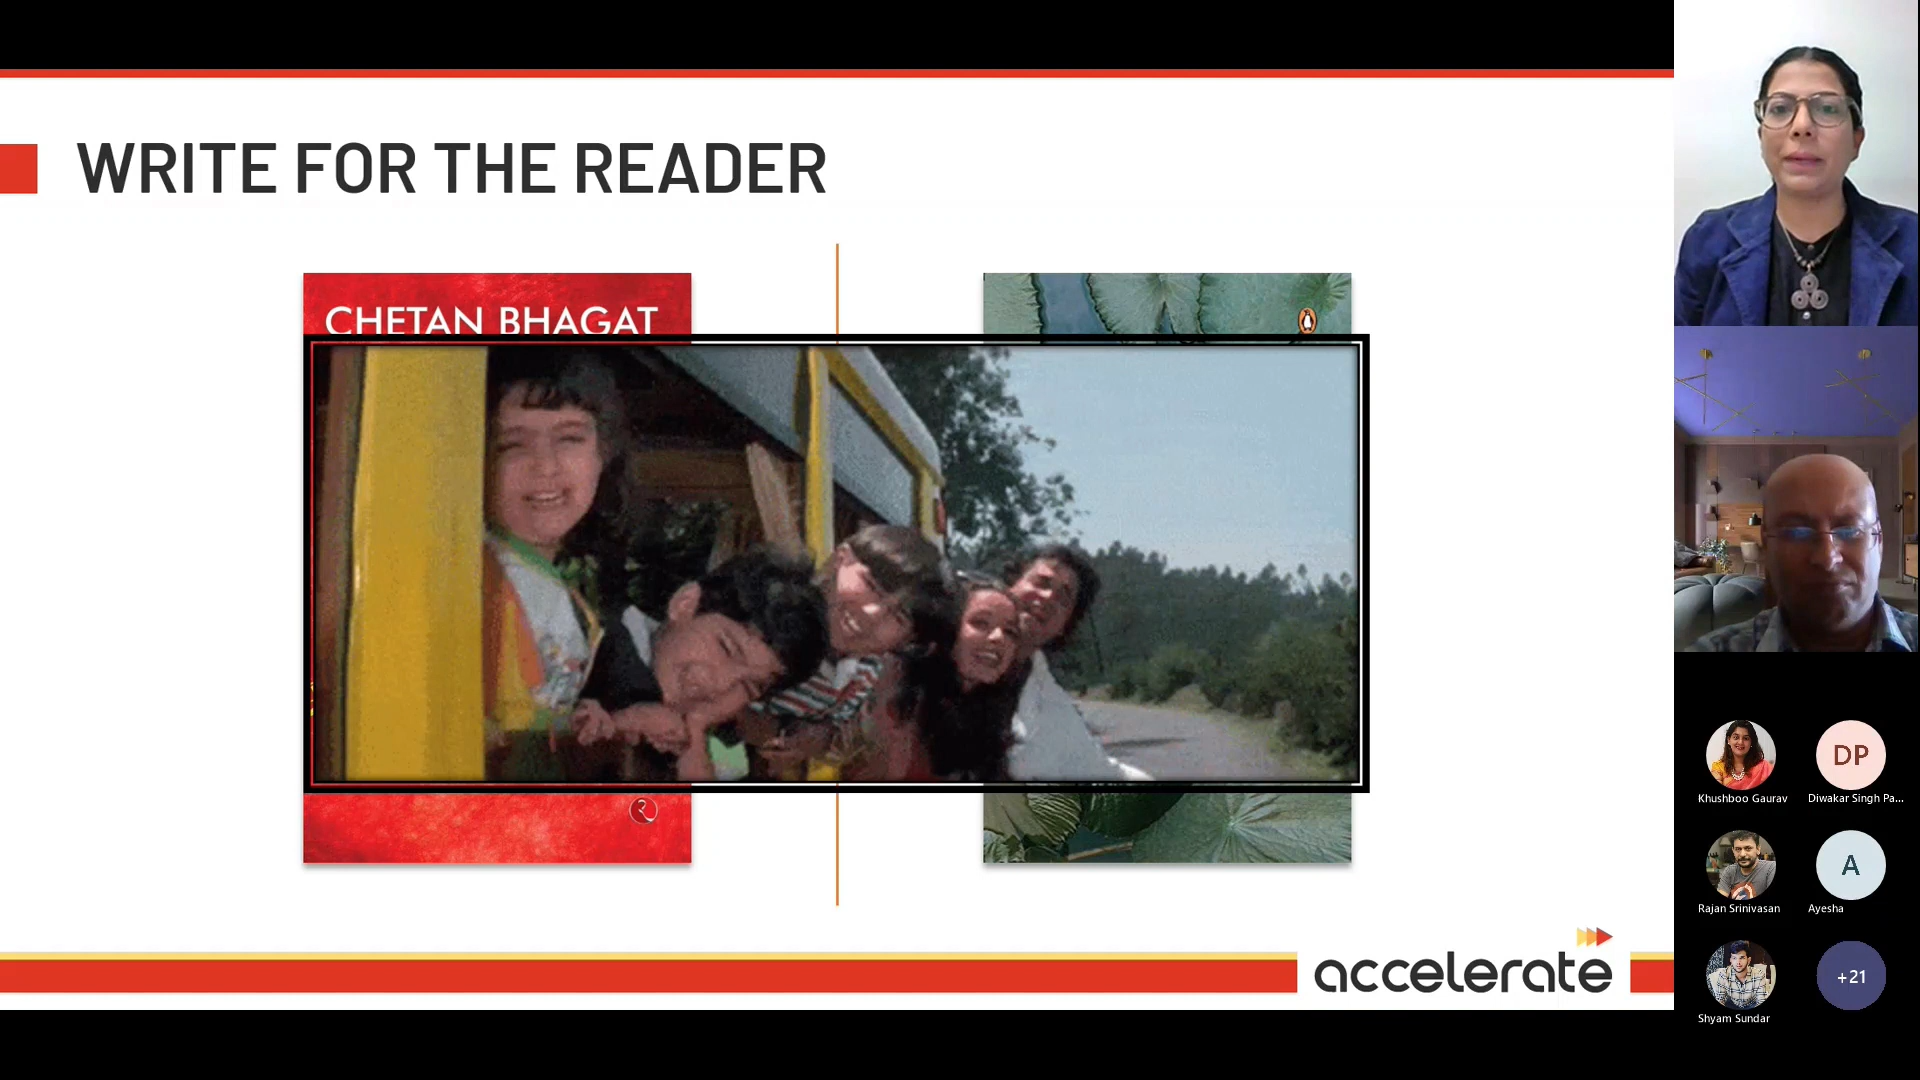 WRITE FOR THE READER
CHETAN BHAGAT
accelerate
Khushboo Gaurav
DP
Diwakar Singh Pa...
Rajan Srinivasan
A
Ayesha
Shyam Sundar
+21